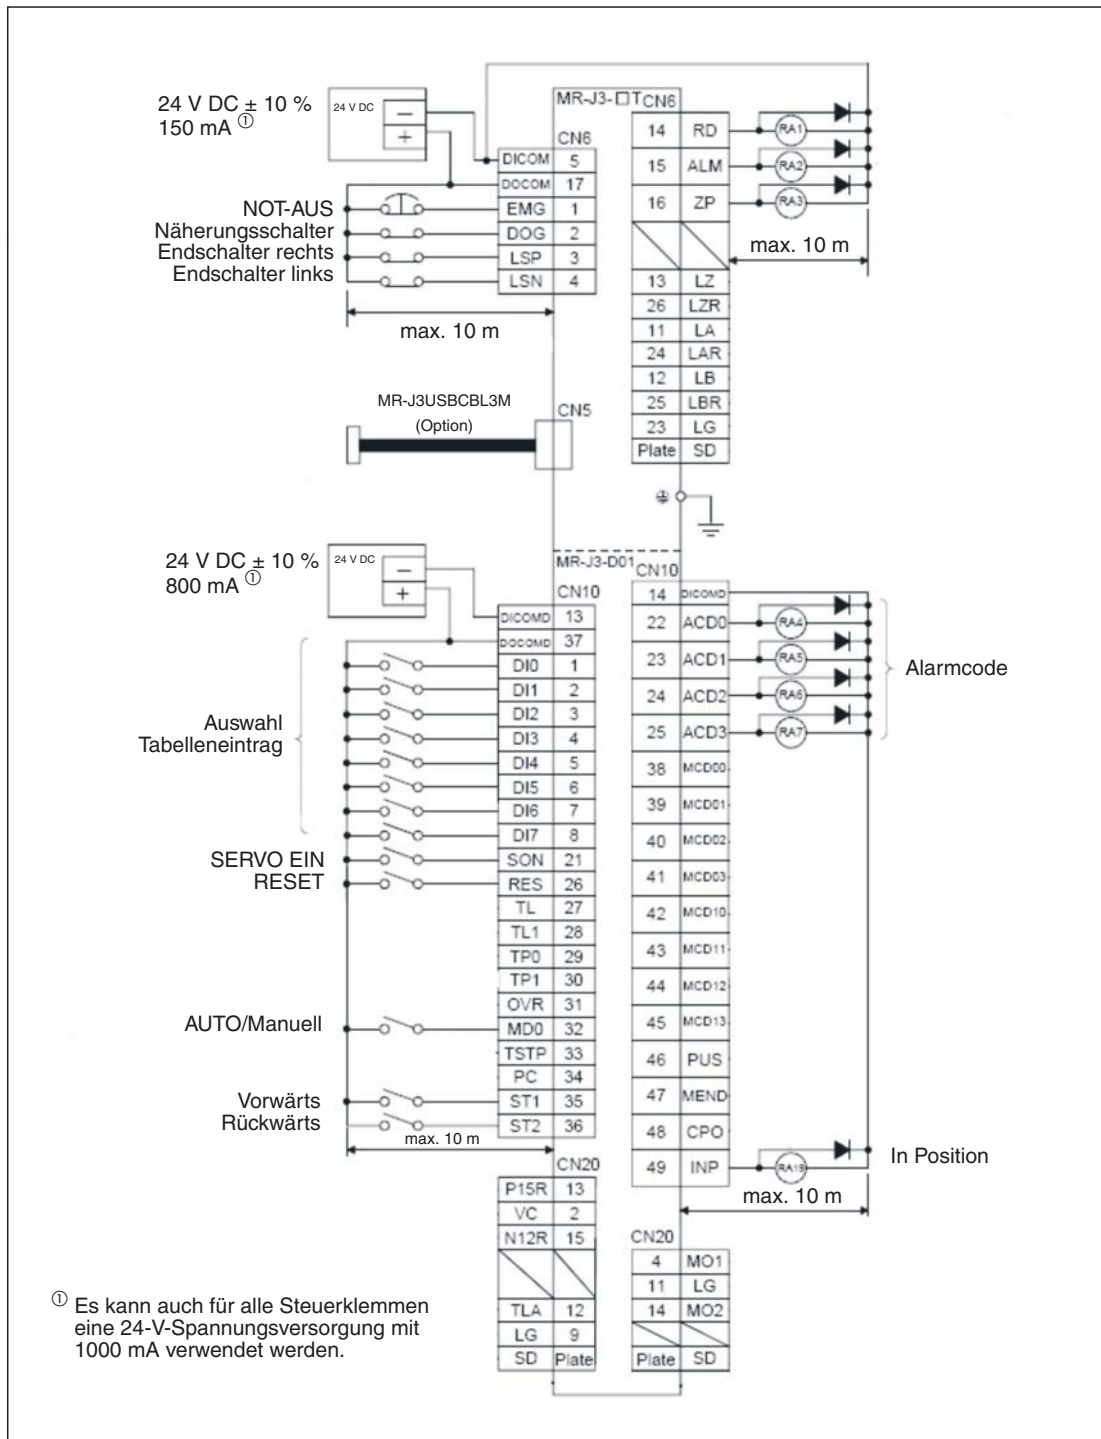 24 V DC ± 10 %
150 mA ①
24 V DC
−
+
MR-J3-□T CN6
CN6
DICOM 5
DOCOM 17
NOT-AUS EMG 1
Näherungsschalter DOG 2
Endschalter rechts LSP 3
Endschalter links LSN 4
max. 10 m
14 RD RA1
15 ALM RA2
16 ZP RA3
max. 10 m
13 LZ
26 LZR
11 LA
24 LAR
12 LB
25 LBR
23 LG
Plate SD
MR-J3USBCBL3M
(Option)
CN5
24 V DC ± 10 %
800 mA ①
24 V DC
−
+
MR-J3-D01
CN10
CN10
DICOMD 13
DOCOMD 37
DI0 1
DI1 2
DI2 3
DI3 4
DI4 5
DI5 6
DI6 7
DI7 8
Auswahl
Tabelleneintrag
SERVO EIN SON 21
RESET RES 26
TL 27
TL1 28
TP0 29
TP1 30
OVR 31
AUTO/Manuell MD0 32
TSTP 33
PC 34
Vorwärts ST1 35
Rückwärts ST2 36
max. 10 m
14 DICOMD
22 ACD0 RA4
23 ACD1 RA5
24 ACD2 RA6
25 ACD3 RA7
Alarmcode
38 MCD00
39 MCD01
40 MCD02
41 MCD03
42 MCD10
43 MCD11
44 MCD12
45 MCD13
46 PUS
47 MEND
48 CPO
49 INP RA19 In Position
max. 10 m
CN20
P15R 13
VC 2
N12R 15
TLA 12
LG 9
SD Plate
CN20
4 MO1
11 LG
14 MO2
Plate SD
① Es kann auch für alle Steuerklemmen
eine 24-V-Spannungsversorgung mit
1000 mA verwendet werden.